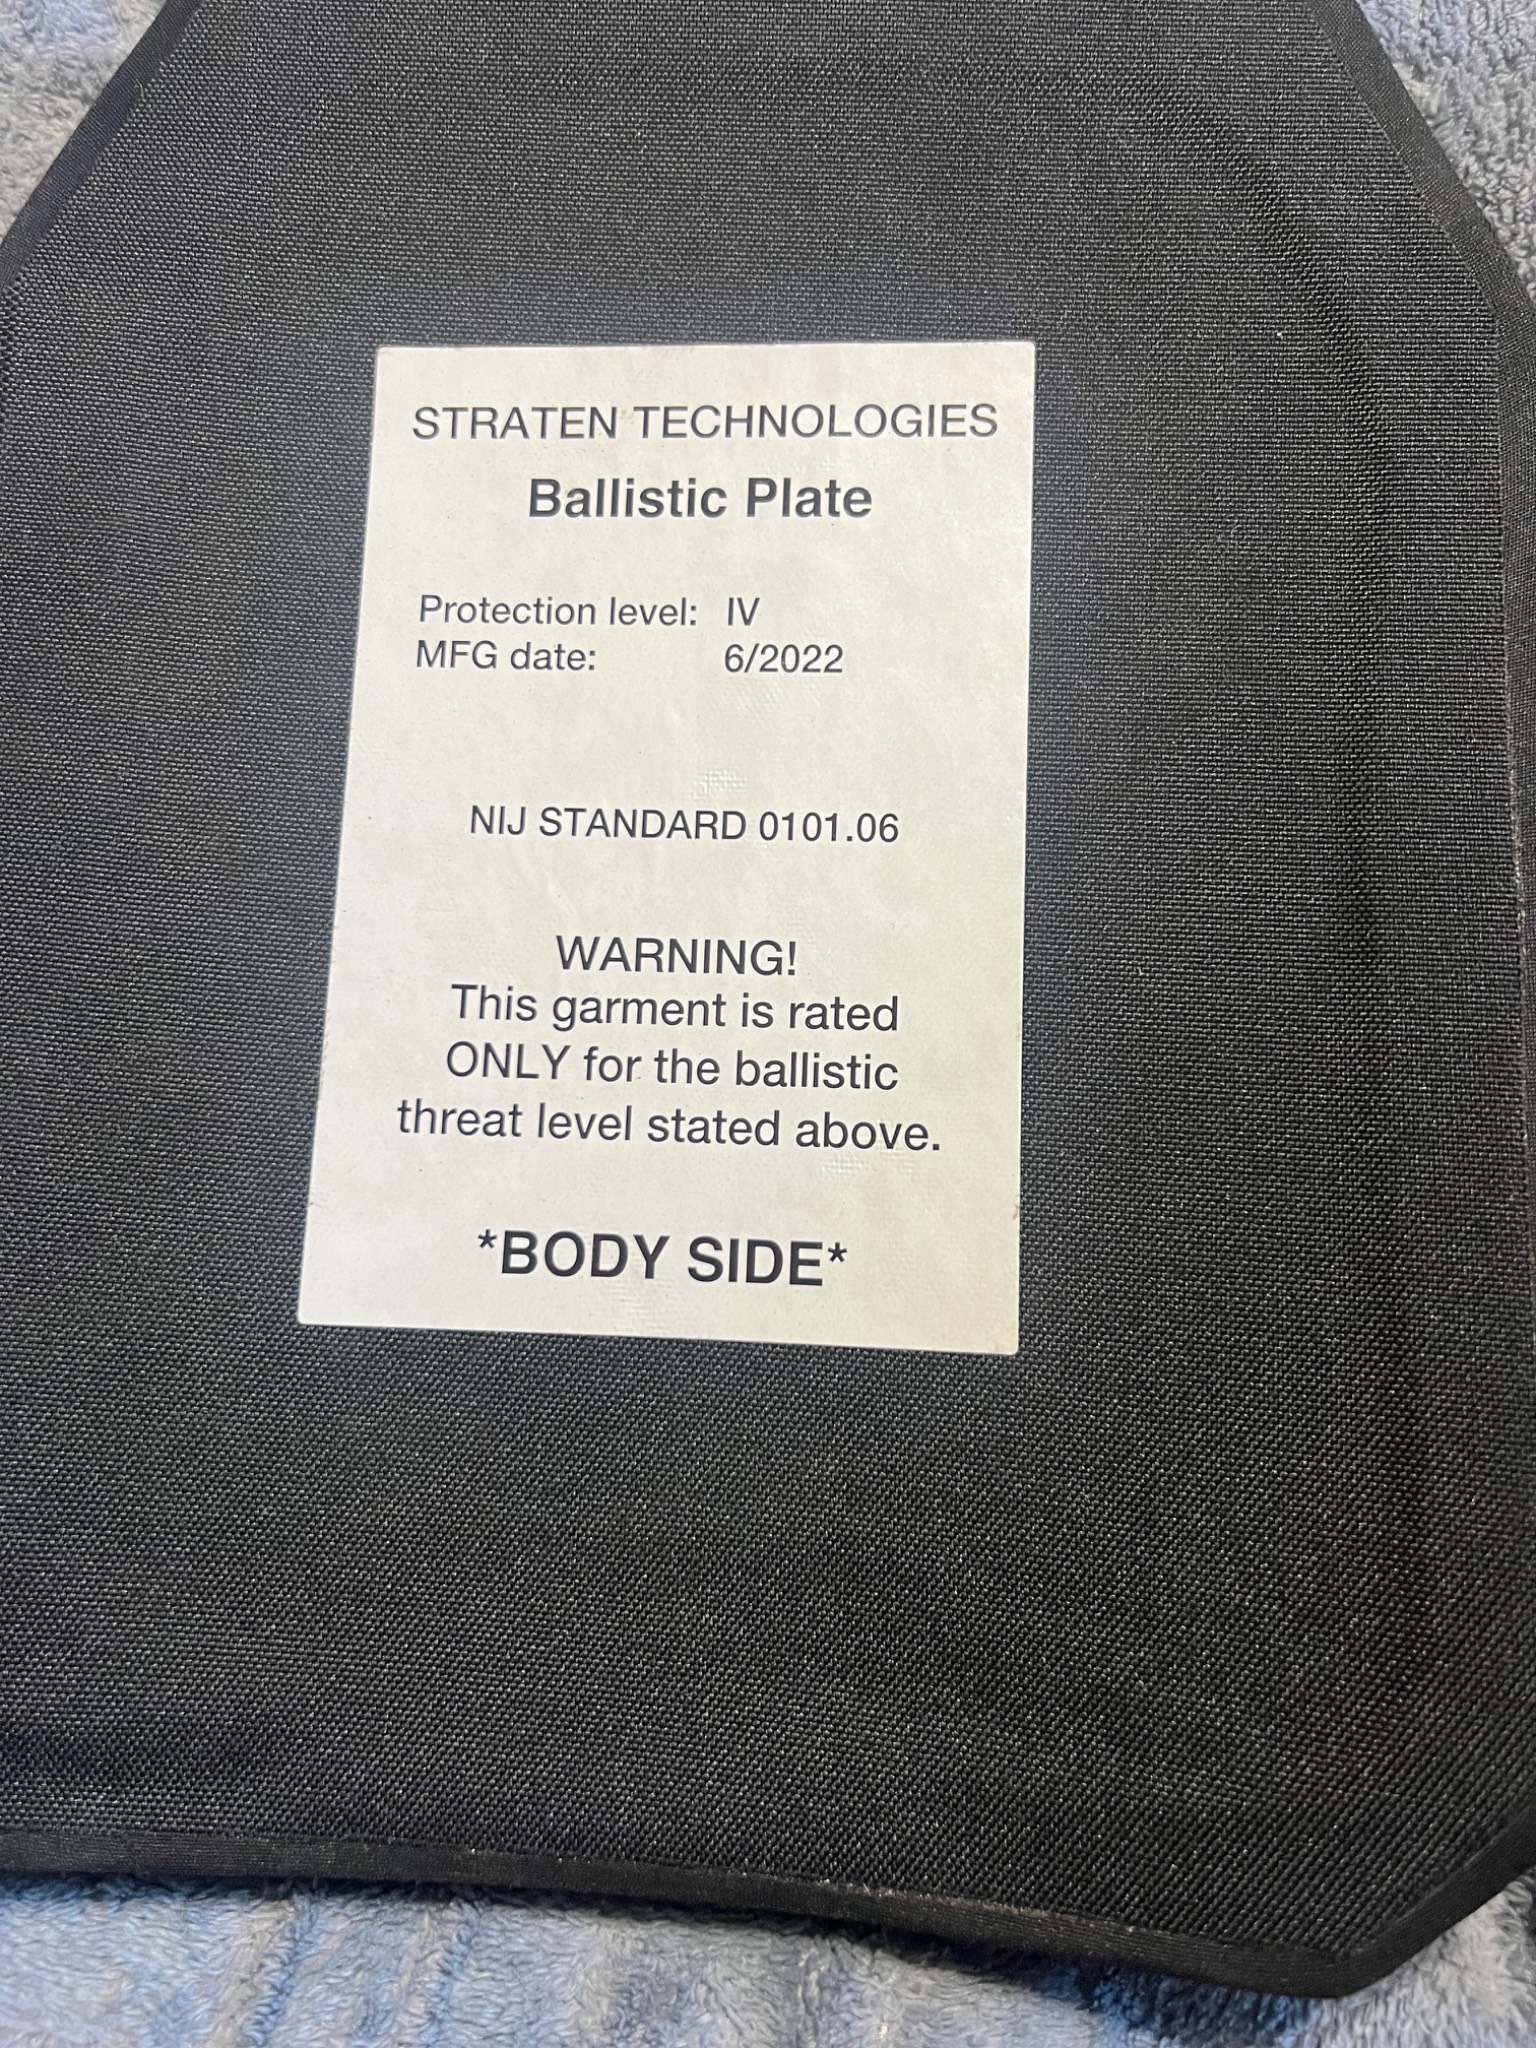 STRATEN TECHNOLOGIES
Ballistic Plate
Protection level: IV
MFG date: 6/2022
NIJ STANDARD 0101.06
WARNING!
This garment is rated
ONLY for the ballistic
threat level stated above.
*BODY SIDE*